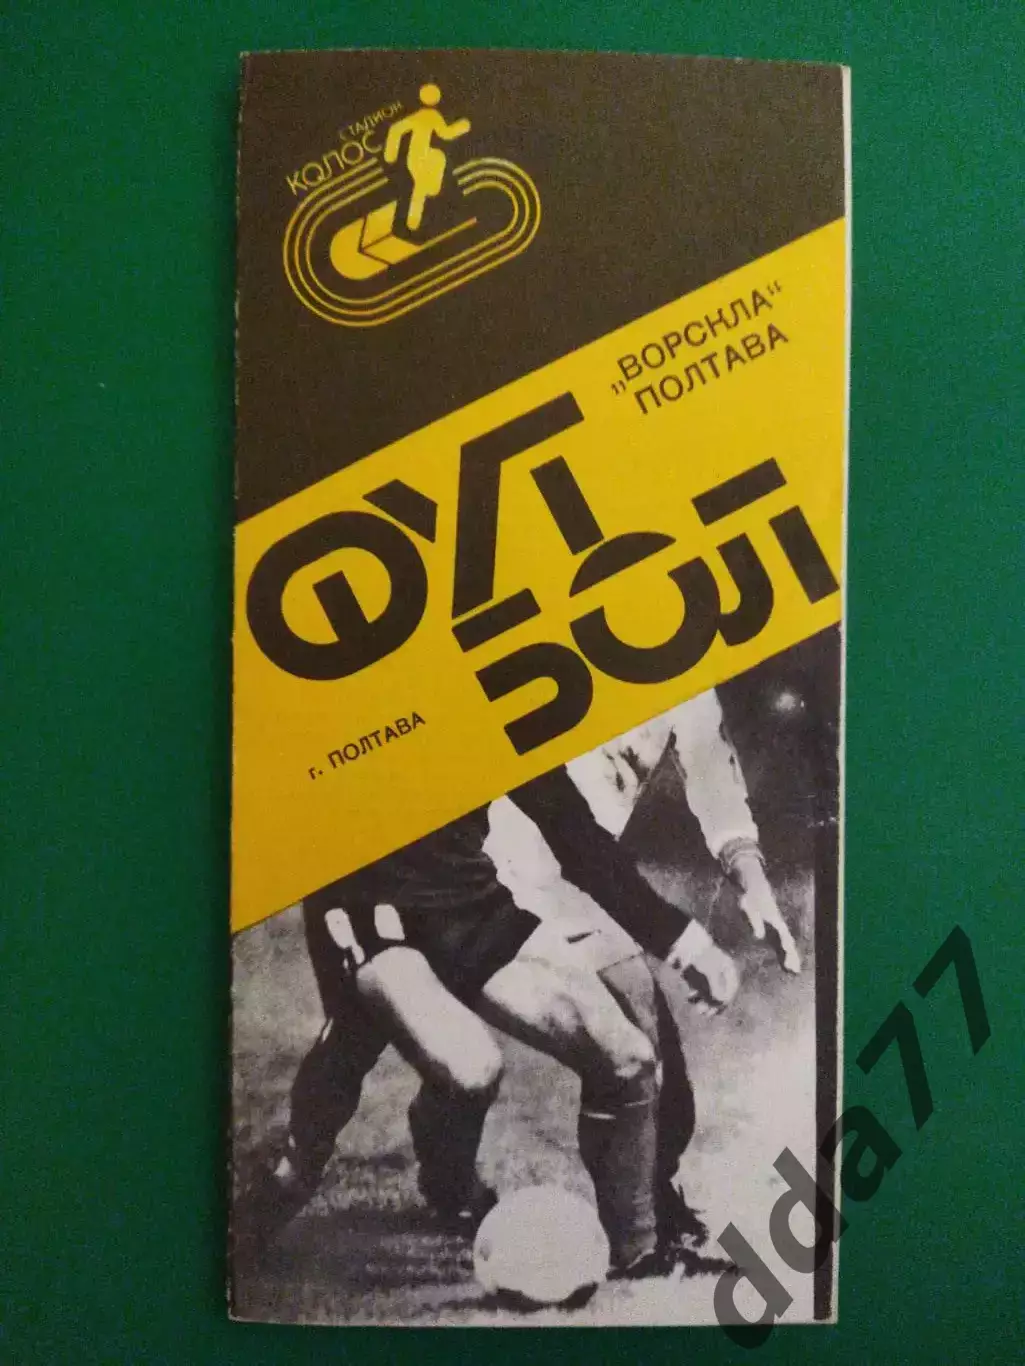 СТАДИОН
КОЛОС
„ВОРСКЛА“
ПОЛТАВА
ФУТ
БОЛ
г. ПОЛТАВА
dda77